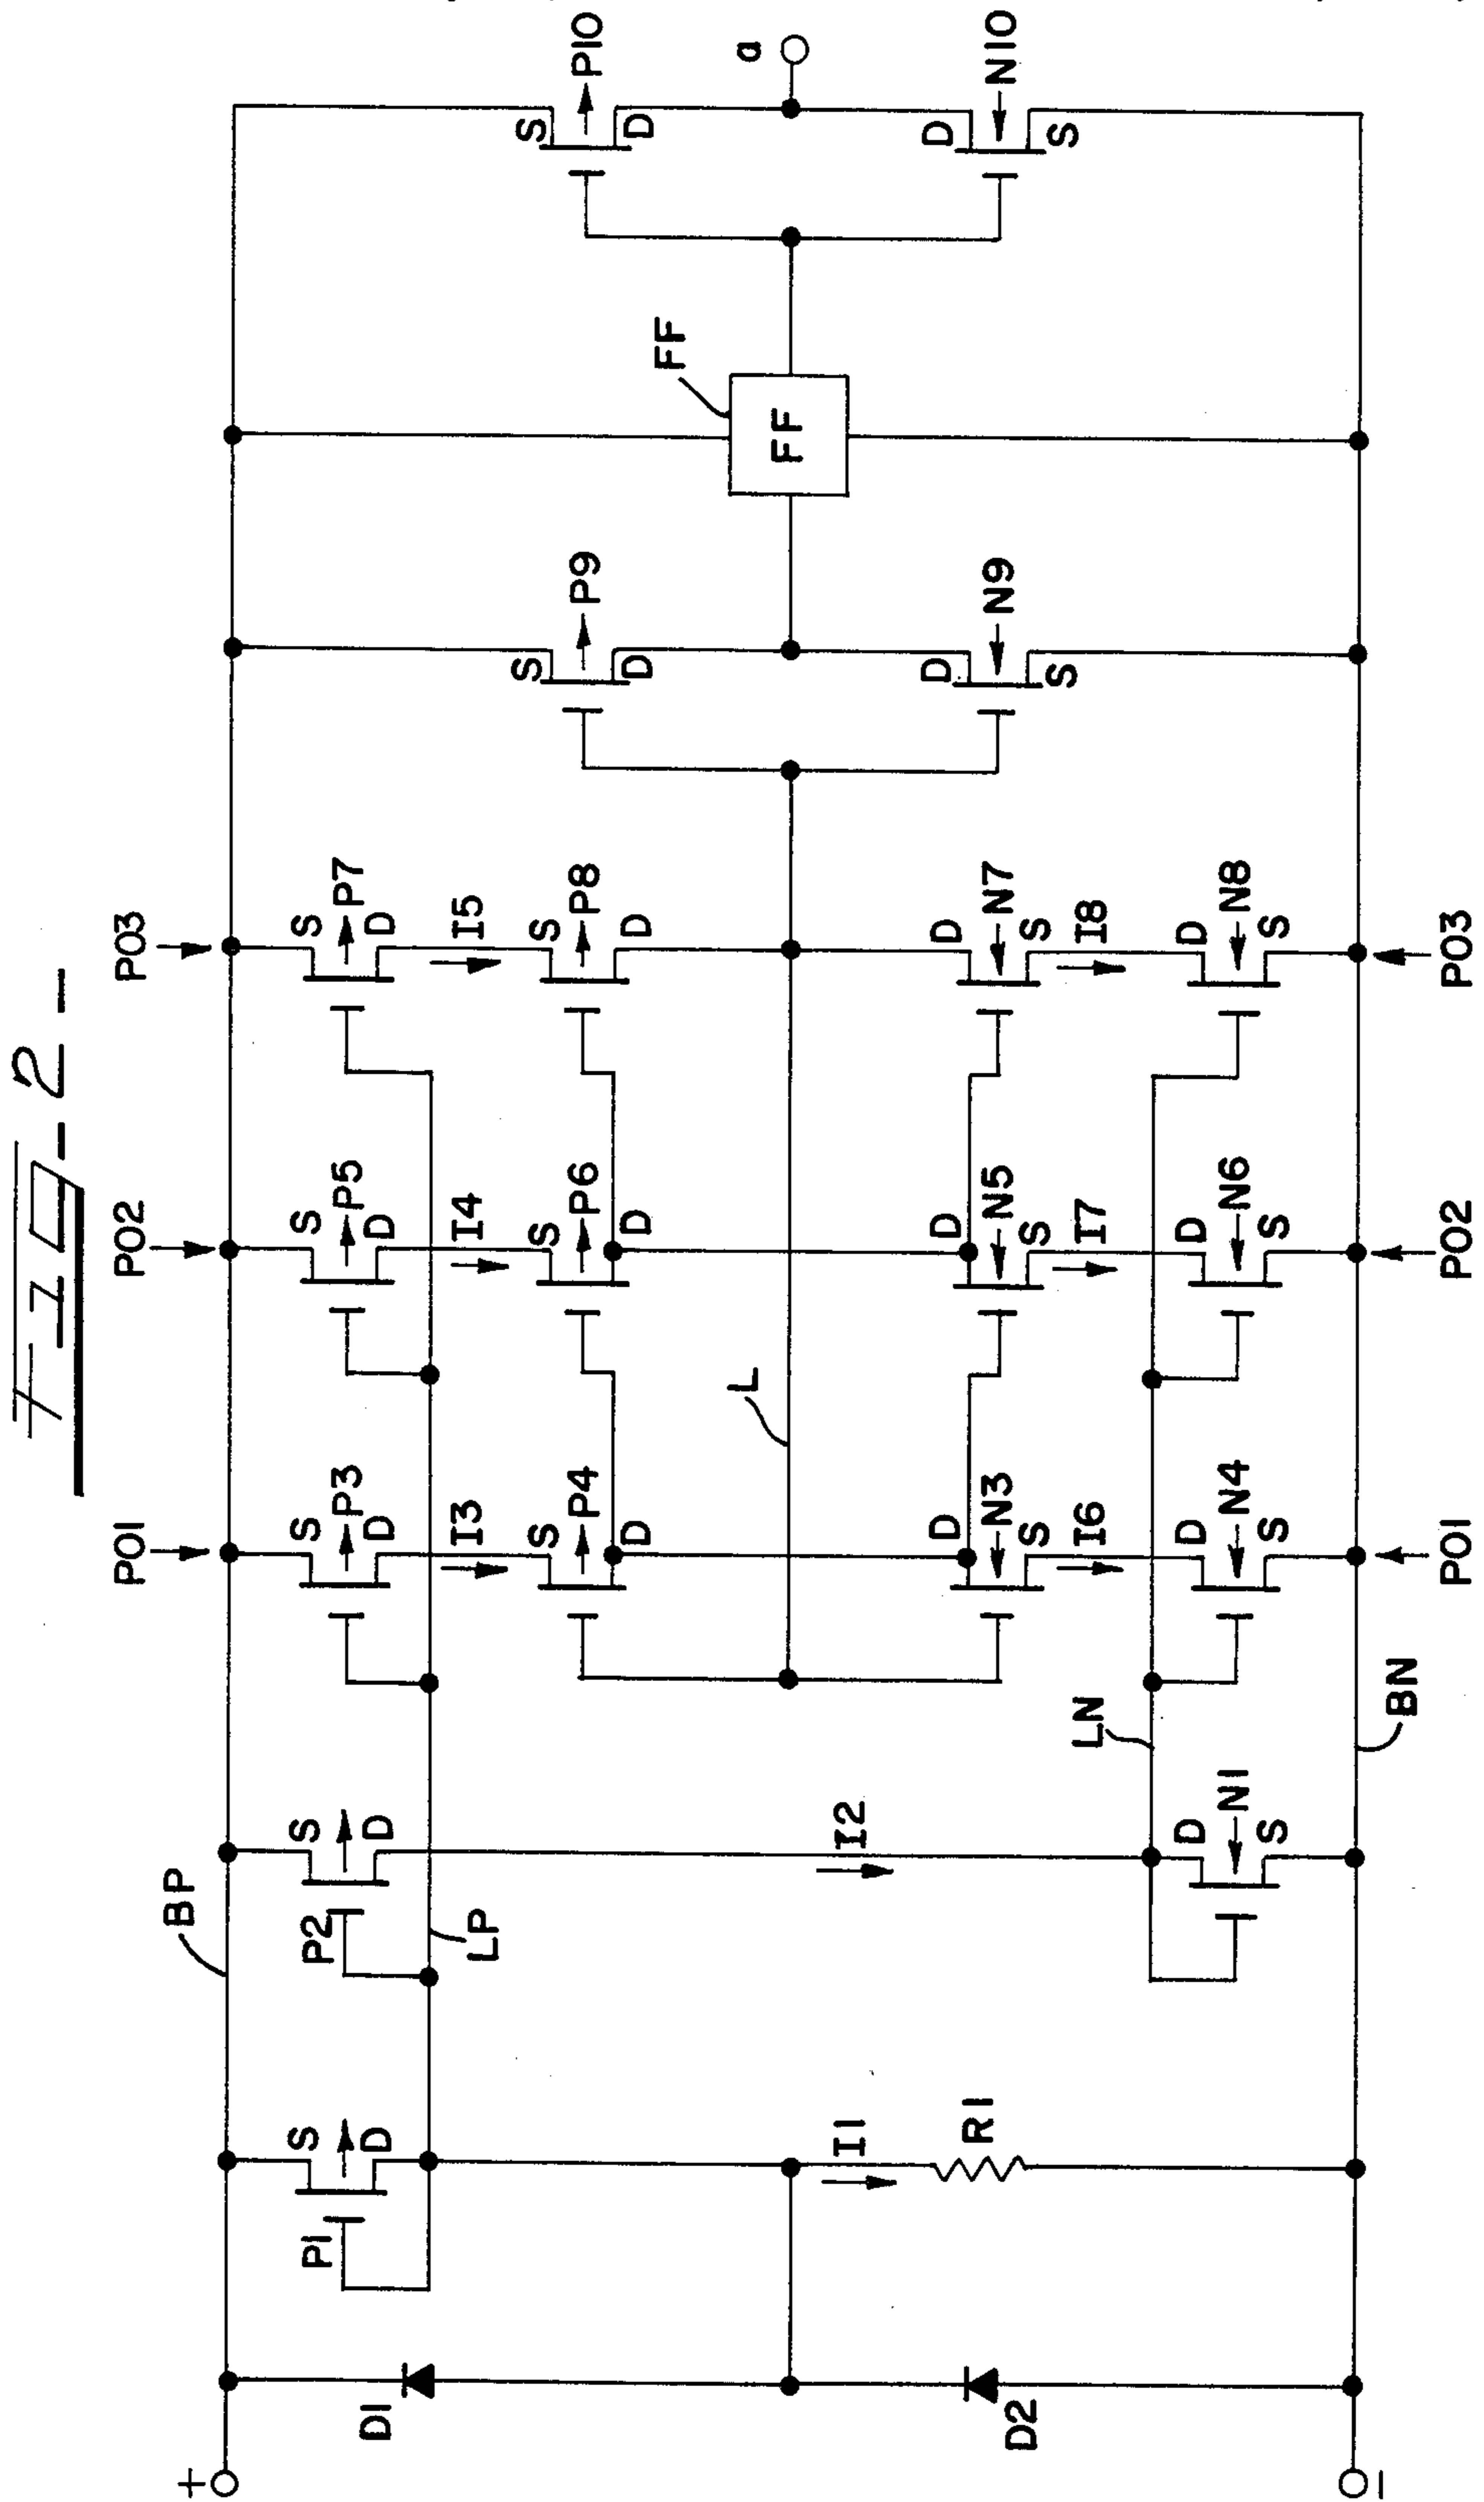 Fig-2-
PO1
PO2
PO3
BP
+
P1
S
D
P2
S
D
S
P3
D
S
P5
D
S
P7
D
LP
I3
I4
I5
D1
S
P4
D
S
P6
D
S
P8
D
S
P9
D
S
P10
D
L
FF
FF
a
I1
I2
R1
D2
D
N3
S
D
N5
S
D
N7
S
D
N9
S
D
N10
S
LN
I6
I7
I8
D
N1
S
D
N4
S
D
N6
S
D
N8
S
BN
–
PO1
PO2
PO3